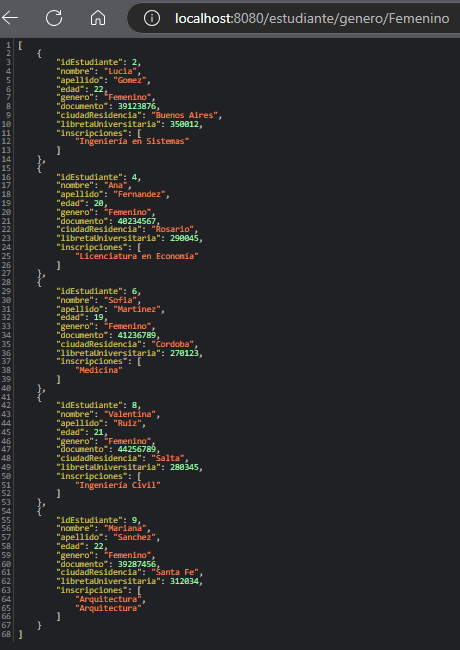 localhost:8080/estudiante/genero/Femenino
1 [
2 {
3 "idEstudiante": 2,
4 "nombre": "Lucia",
5 "apellido": "Gomez",
6 "edad": 22,
7 "genero": "Femenino",
8 "documento": 39123876,
9 "ciudadResidencia": "Buenos Aires",
10 "libretaUniversitaria": 350012,
11 "inscripciones": [
12 "Ingeniería en Sistemas"
13 ]
14 },
15 {
16 "idEstudiante": 4,
17 "nombre": "Ana",
18 "apellido": "Fernandez",
19 "edad": 20,
20 "genero": "Femenino",
21 "documento": 40234567,
22 "ciudadResidencia": "Rosario",
23 "libretaUniversitaria": 290045,
24 "inscripciones": [
25 "Licenciatura en Economía"
26 ]
27 },
28 {
29 "idEstudiante": 6,
30 "nombre": "Sofia",
31 "apellido": "Martinez",
32 "edad": 19,
33 "genero": "Femenino",
34 "documento": 41236789,
35 "ciudadResidencia": "Cordoba",
36 "libretaUniversitaria": 270123,
37 "inscripciones": [
38 "Medicina"
39 ]
40 },
41 {
42 "idEstudiante": 8,
43 "nombre": "Valentina",
44 "apellido": "Ruiz",
45 "edad": 21,
46 "genero": "Femenino",
47 "documento": 44256789,
48 "ciudadResidencia": "Salta",
49 "libretaUniversitaria": 280345,
50 "inscripciones": [
51 "Ingeniería Civil"
52 ]
53 },
54 {
55 "idEstudiante": 9,
56 "nombre": "Mariana",
57 "apellido": "Sanchez",
58 "edad": 22,
59 "genero": "Femenino",
60 "documento": 39287456,
61 "ciudadResidencia": "Santa Fe",
62 "libretaUniversitaria": 312034,
63 "inscripciones": [
64 "Arquitectura",
65 "Arquitectura"
66 ]
67 }
68 ]